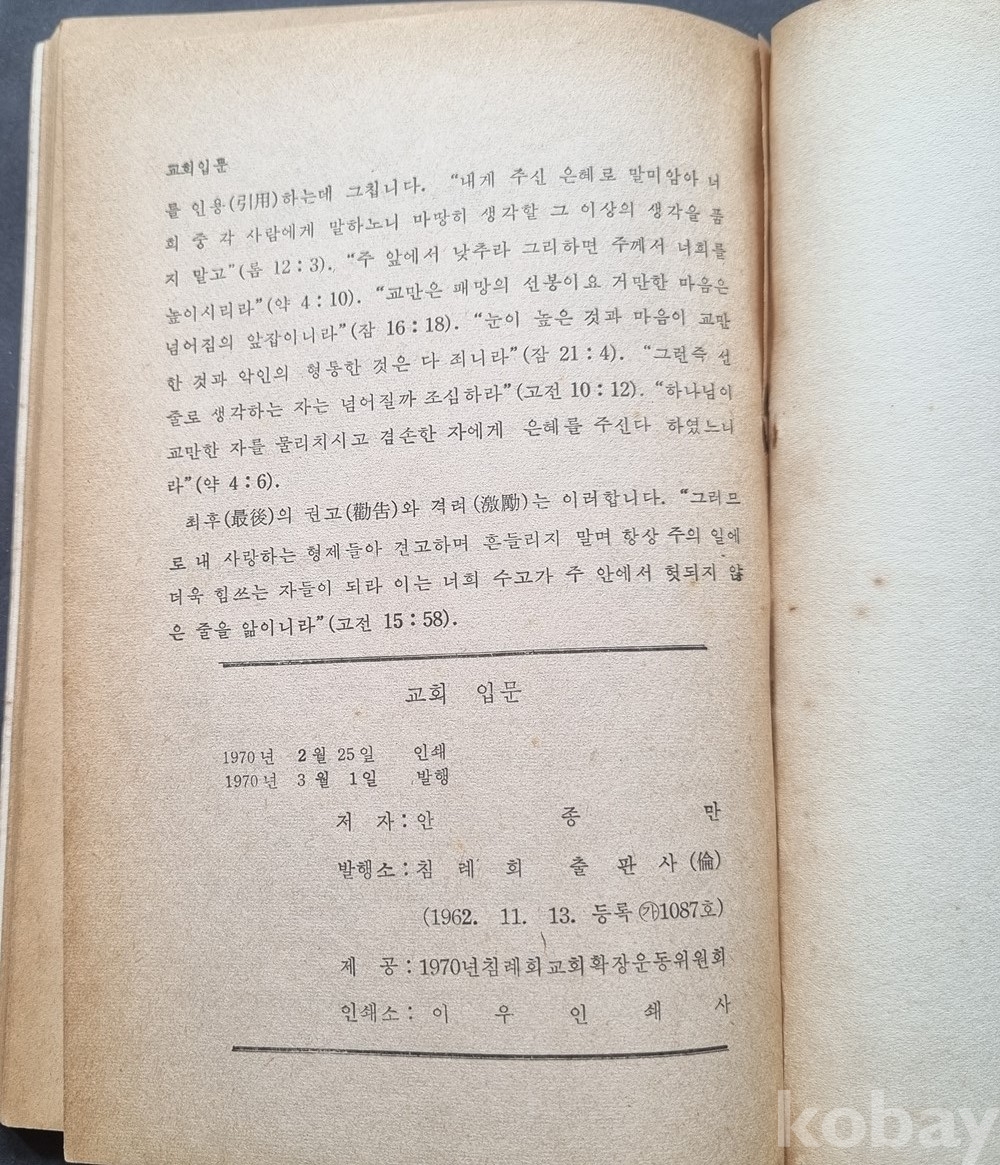 교회입문
를 인용(引用)하는데 그칩니다. “내게 주신 은혜로 말미암아 너
희 중 각 사람에게 말하노니 마땅히 생각할 그 이상의 생각을 품
지 말고"(롬 12:3). “주 앞에서 낮추라 그리하면 주께서 너희를
높이시리라”(약 4:10). “교만은 패망의 선봉이요 거만한 마음은
넘어짐의 앞잡이니라”(잠 16:18). “눈이 높은 것과 마음이 교만
한 것과 악인의 형통한 것은 다 죄니라”(잠 21:4). “그런즉 선
줄로 생각하는 자는 넘어질까 조심하라”(고전 10:12). “하나님이
교만한 자를 물리치시고 겸손한 자에게 은혜를 주신다 하였느니
라”(약 4:6).
최후(最後)의 권고(勸告)와 격려(激勵)는 이러합니다. “그러므
로 내 사랑하는 형제들아 견고하며 흔들리지 말며 항상 주의 일에
더욱 힘쓰는 자들이 되라 이는 너희 수고가 주 안에서 헛되지 않
은 줄을 앎이니라”(고전 15:58).
교회 입문
1970년 2월 25일 인쇄
1970년 3월 1일 발행
저 자:안 종 만
발행소:침 례 회 출 판 사(倫)
(1962. 11. 13. 등록 ㉮1087호)
제 공:1970년침례회교회확장운동위원회
인쇄소: 이 우 인 쇄 사
kobay